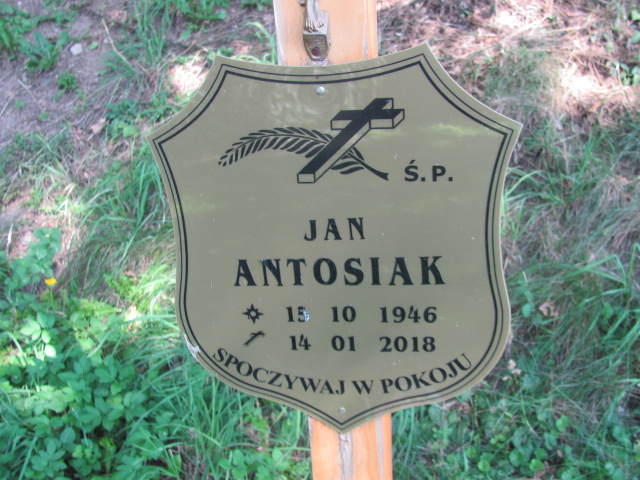 Ś.P.
JAN
ANTOSIAK
15 10 1946
14 01 2018
SPOCZYWAJ W POKOJU